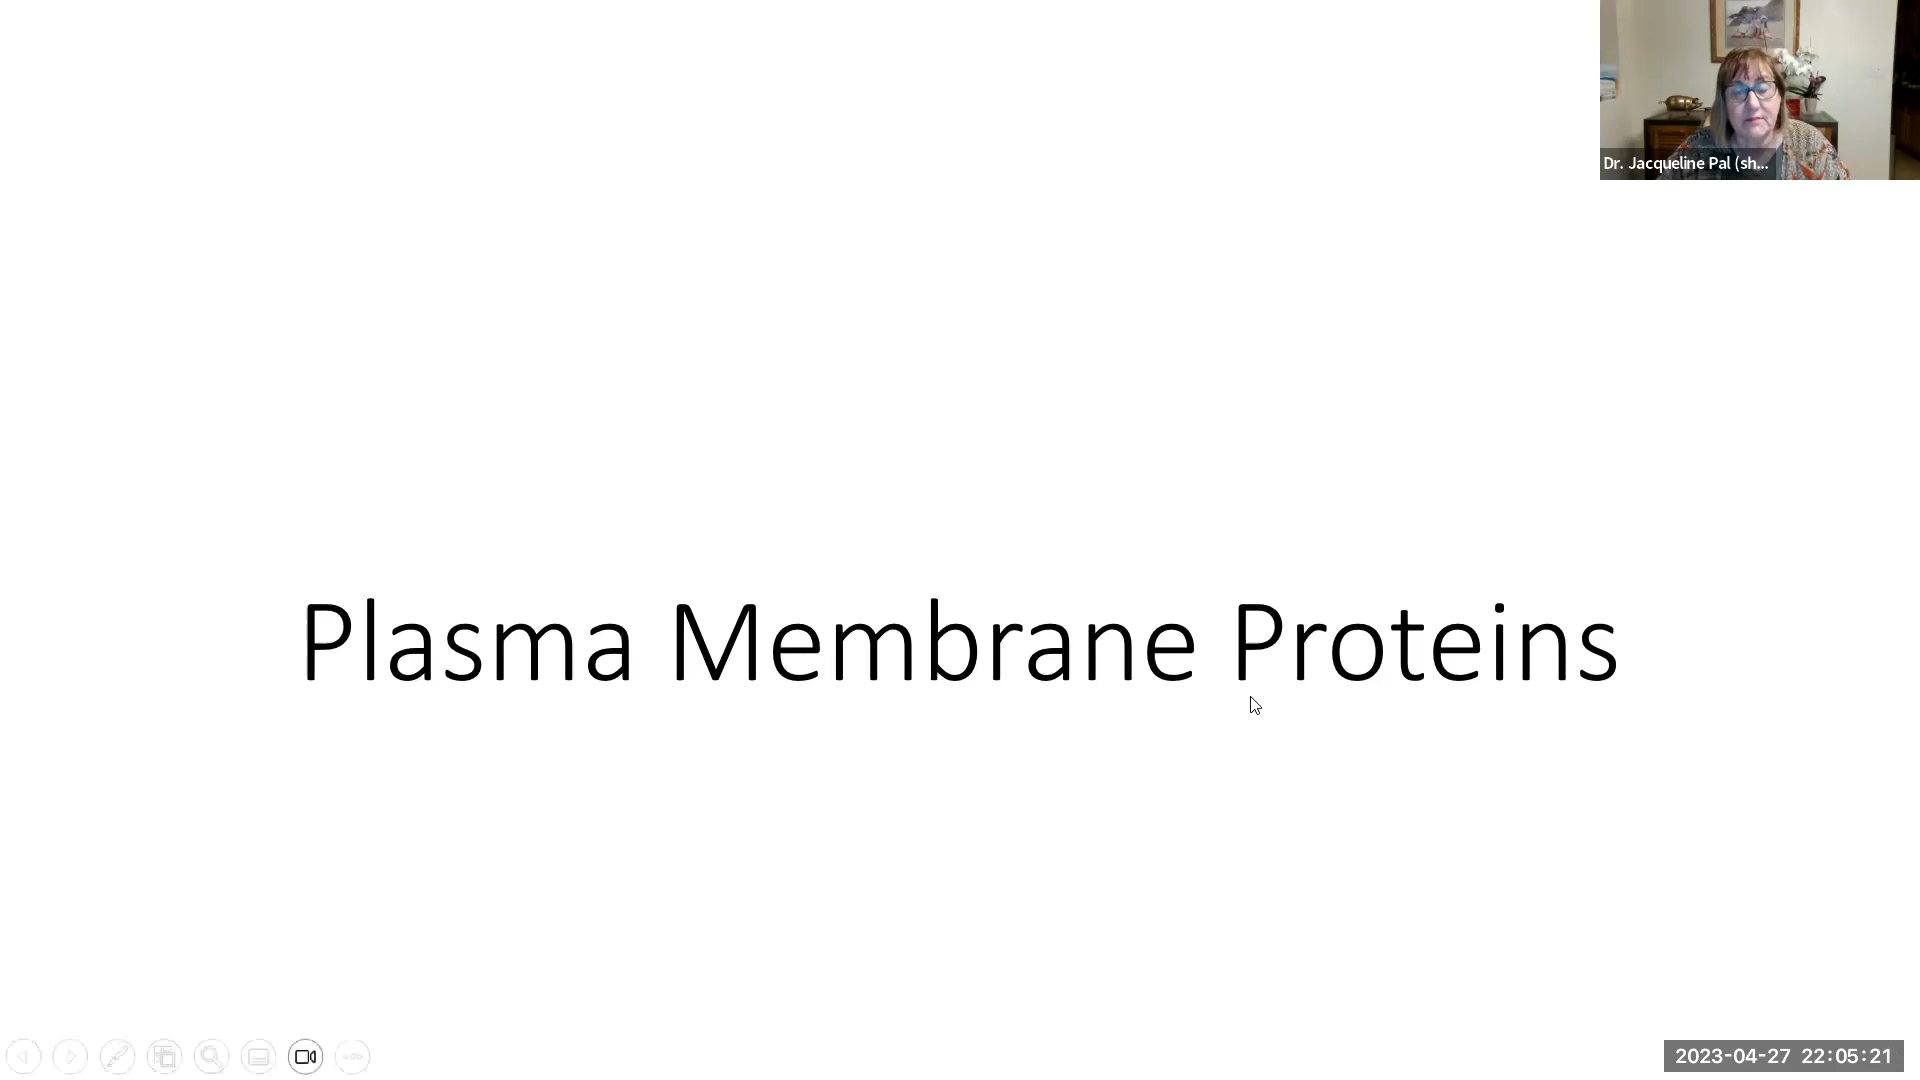 Dr. Jacqueline Pal (sh...
Plasma Membrane Proteins
2023-04-27 22:05:21